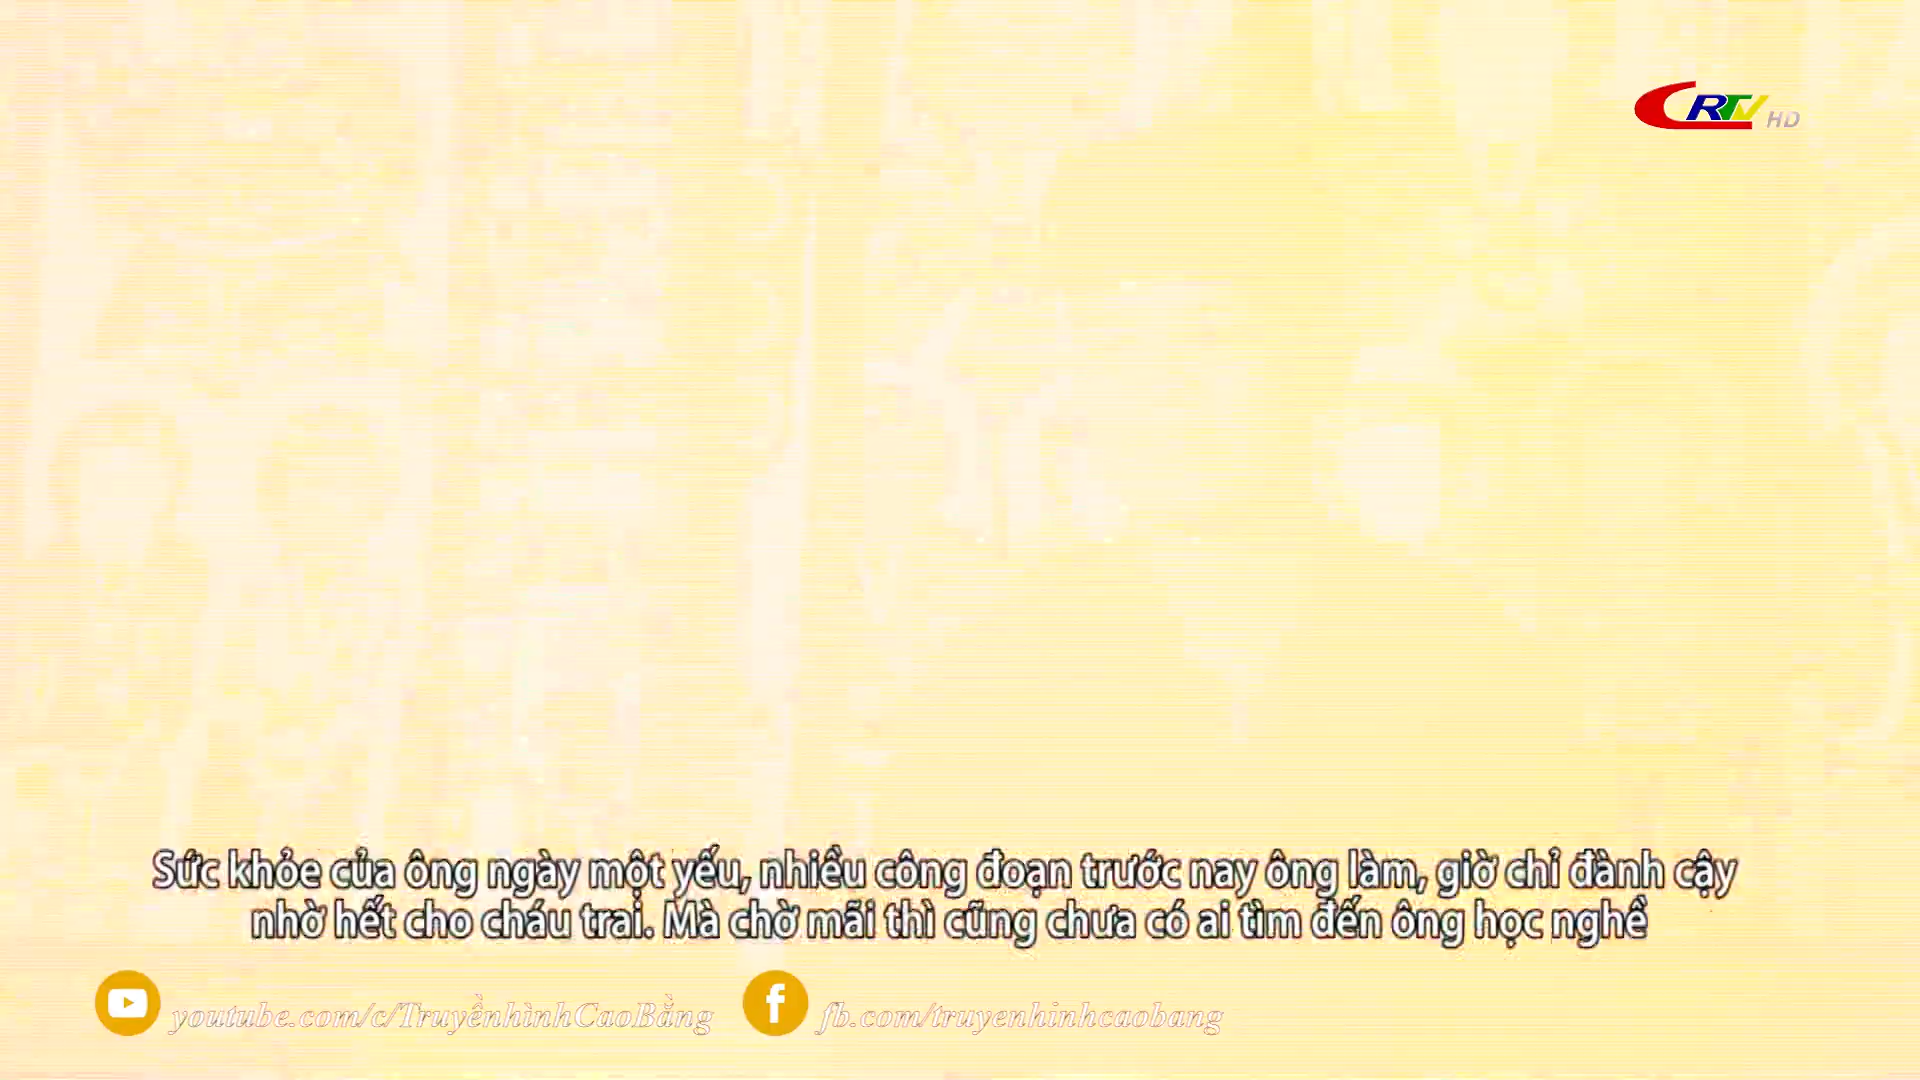 CRTV HD
Sức khỏe của ông ngày một yếu, nhiều công đoạn trước nay ông làm, giờ chỉ đành cậy
nhờ hết cho cháu trai. Mà chờ mãi thì cũng chưa có ai tìm đến ông học nghề
youtube.com/c/TruyềnhìnhCaoBằng fb.com/truyenhinhcaobang